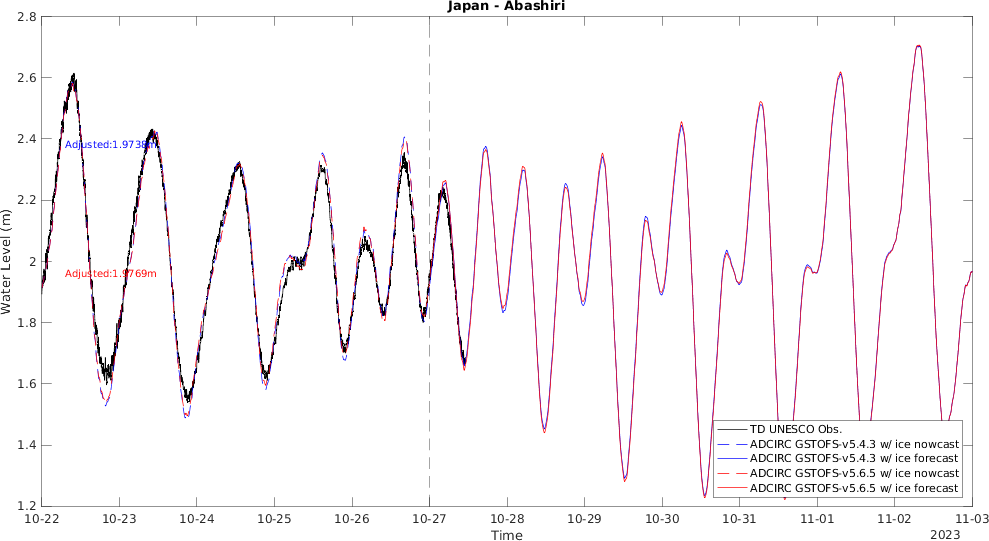 Japan - Abashiri
2.8
2.6
2.4
2.2
2
1.8
1.6
1.4
1.2
Water Level (m)
Adjusted:1.9738m
Adjusted:1.9769m
TD UNESCO Obs.
ADCIRC GSTOFS-v5.4.3 w/ ice nowcast
ADCIRC GSTOFS-v5.4.3 w/ ice forecast
ADCIRC GSTOFS-v5.6.5 w/ ice nowcast
ADCIRC GSTOFS-v5.6.5 w/ ice forecast
10-22 10-23 10-24 10-25 10-26 10-27 10-28 10-29 10-30 10-31 11-01 11-02 11-03
Time
2023